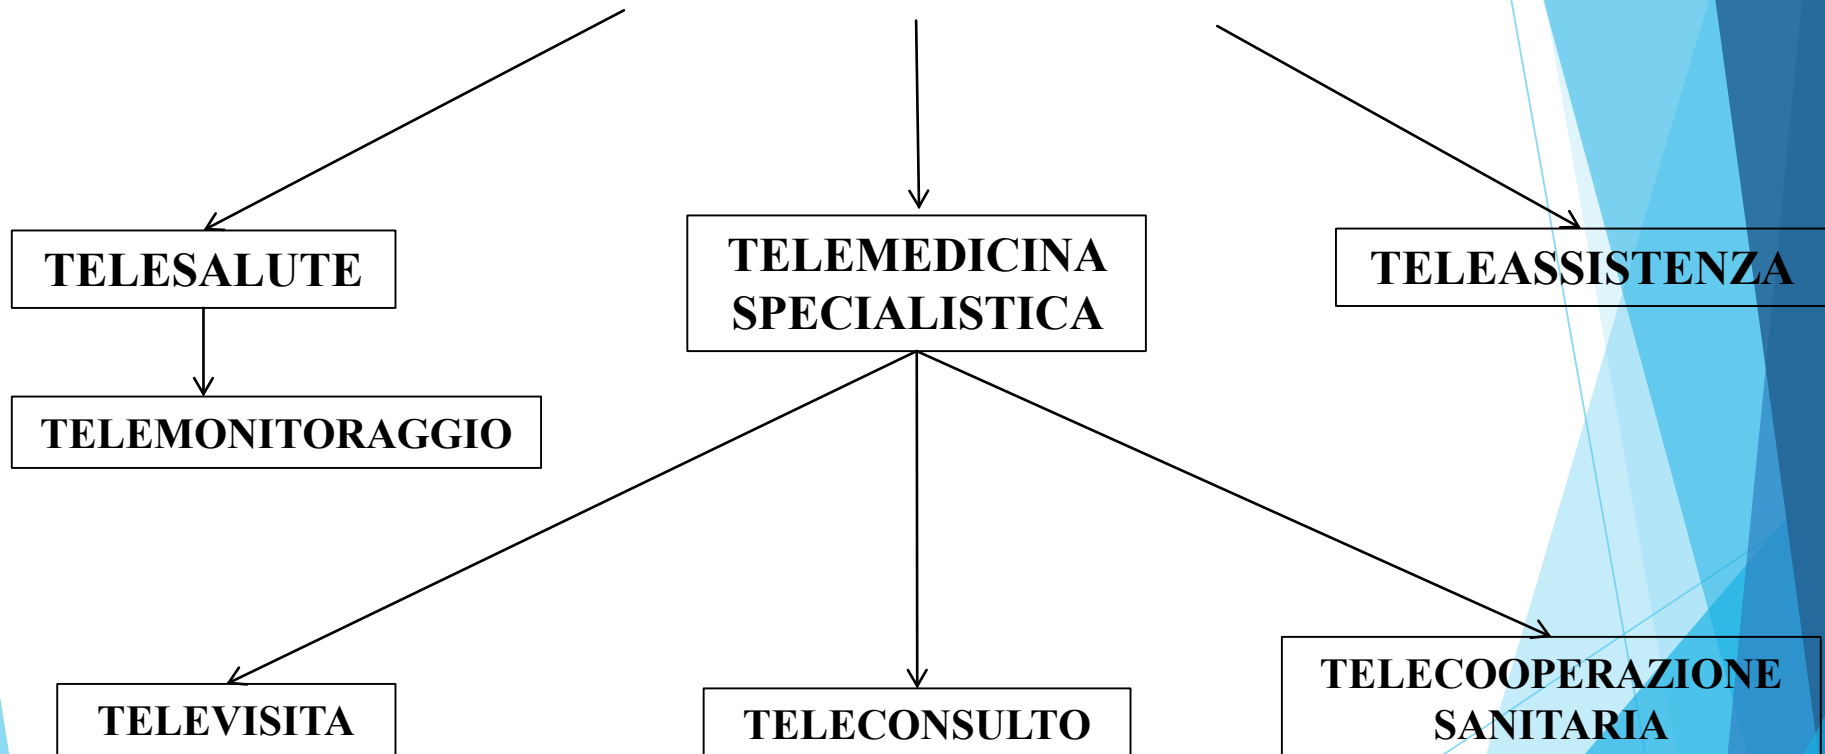 TELESALUTE
TELEMEDICINA
SPECIALISTICA
TELEASSISTENZA
TELEMONITORAGGIO
TELEVISITA
TELECONSULTO
TELECOOPERAZIONE
SANITARIA